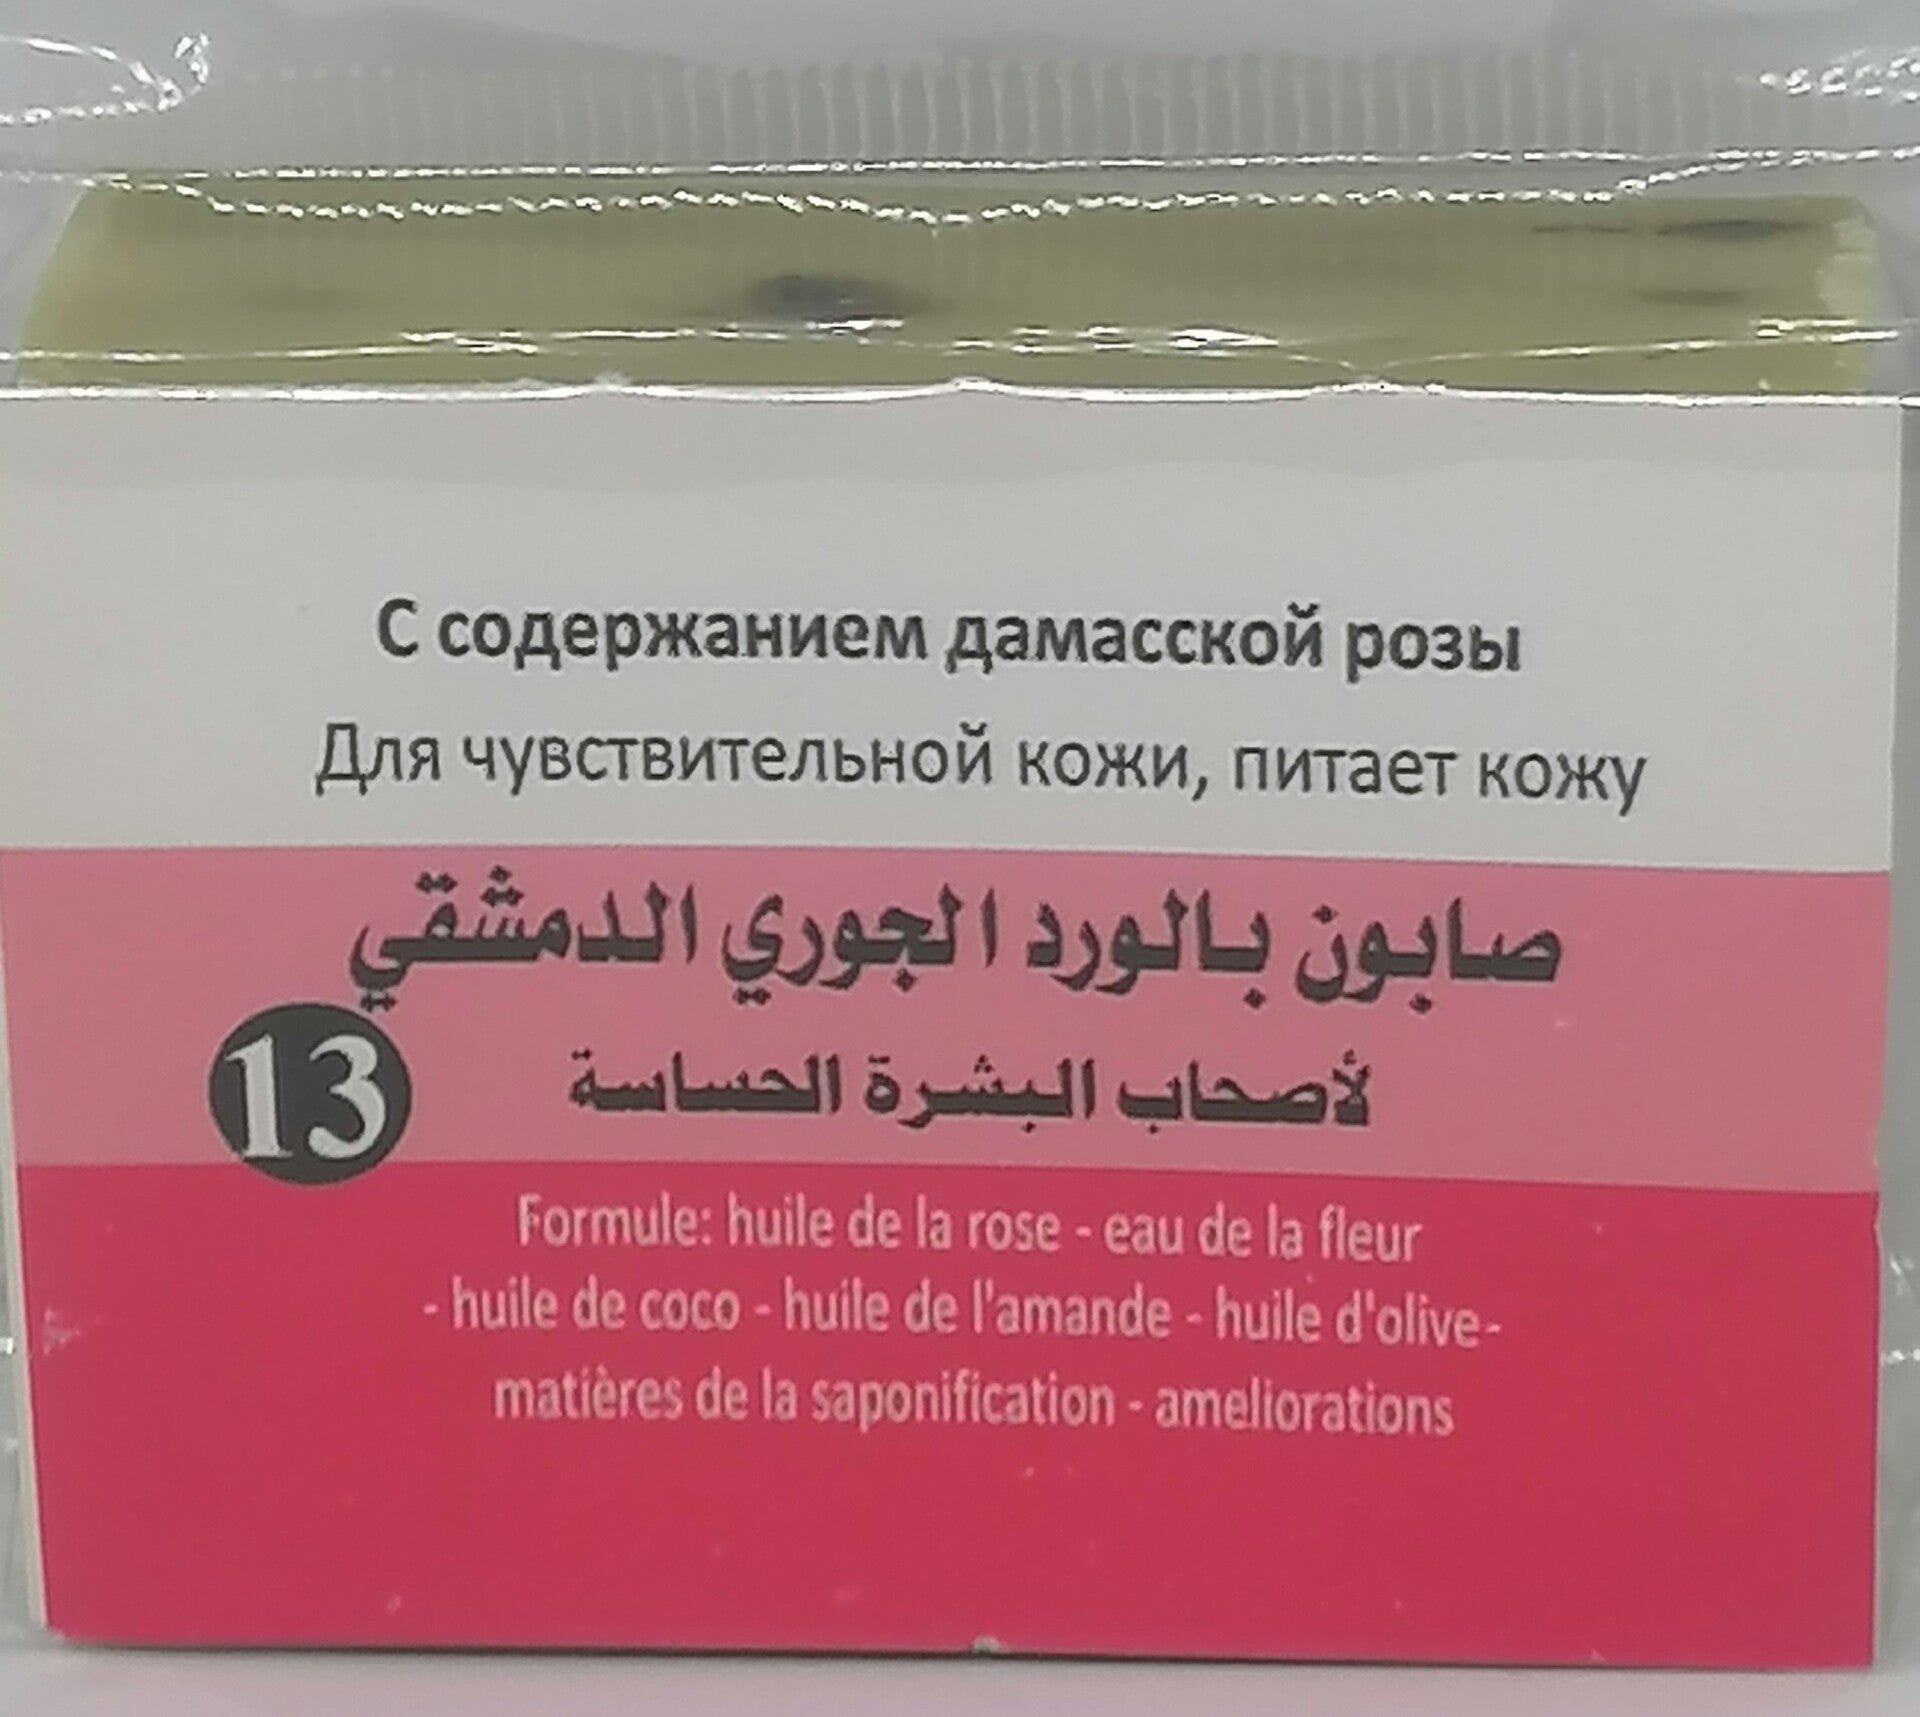 С содержанием дамасской розы
Для чувствительной кожи, питает кожу
صابون بالورد الجوري الدمشقي
لأصحاب البشرة الحساسة
13
Formule: huile de la rose - eau de la fleur
- huile de coco - huile de l'amande - huile d'olive-
matières de la saponification - ameliorations